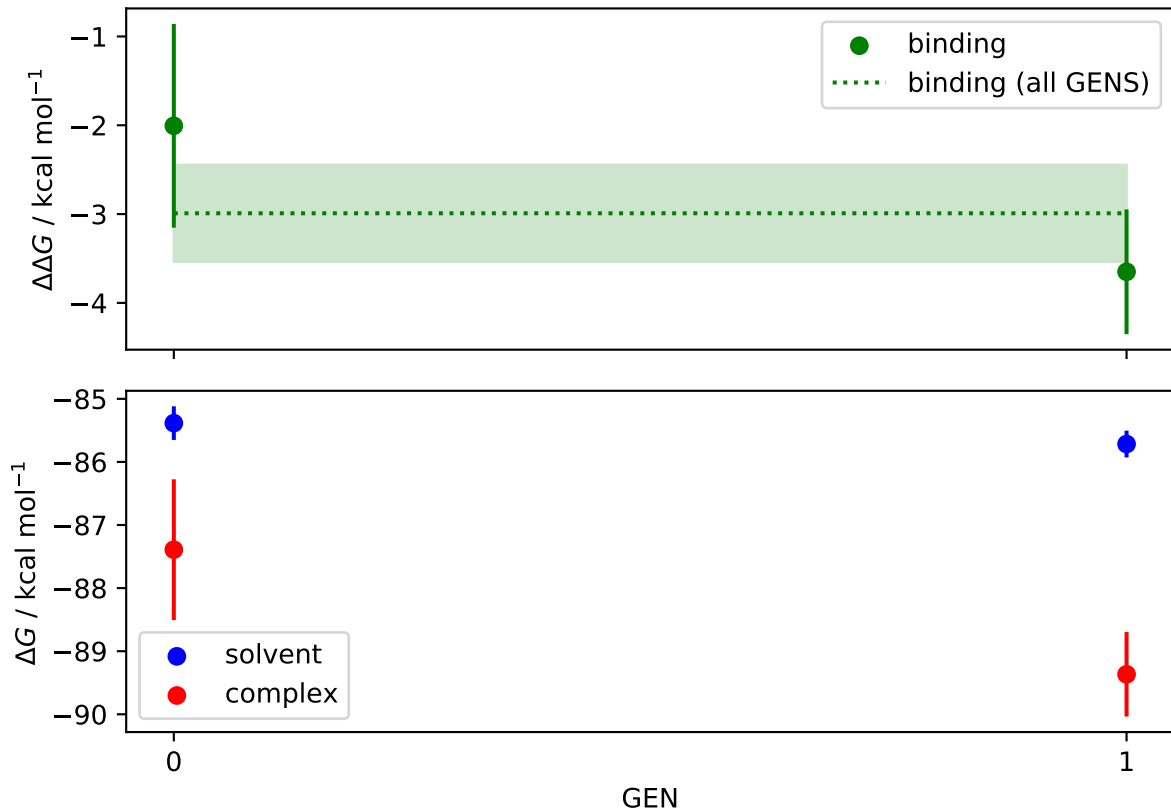 −1
−2
−3
−4
ΔΔG / kcal mol⁻¹
binding
binding (all GENS)
−85
−86
−87
−88
−89
−90
ΔG / kcal mol⁻¹
solvent
complex
0
1
GEN